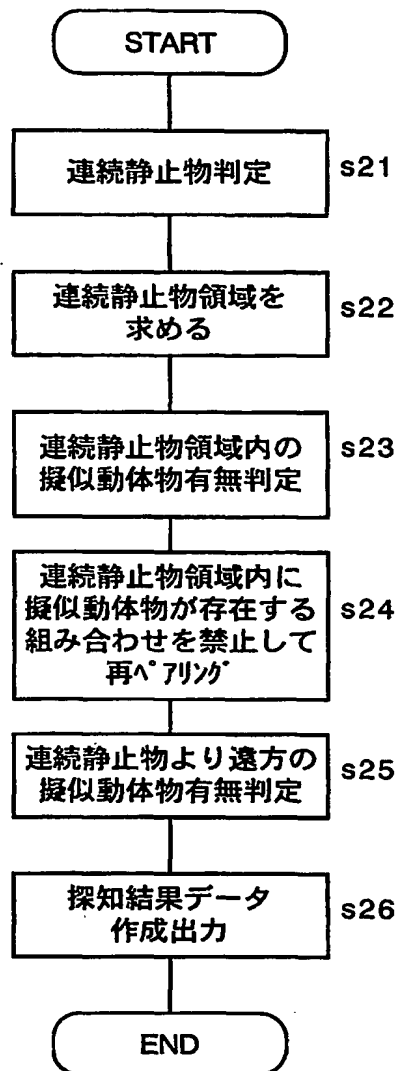 START
連続静止物判定
s21
連続静止物領域を
求める
s22
連続静止物領域内の
擬似動体物有無判定
s23
連続静止物領域内に
擬似動体物が存在する
組み合わせを禁止して
再ペアリング
s24
連続静止物より遠方の
擬似動体物有無判定
s25
探知結果データ
作成出力
s26
END